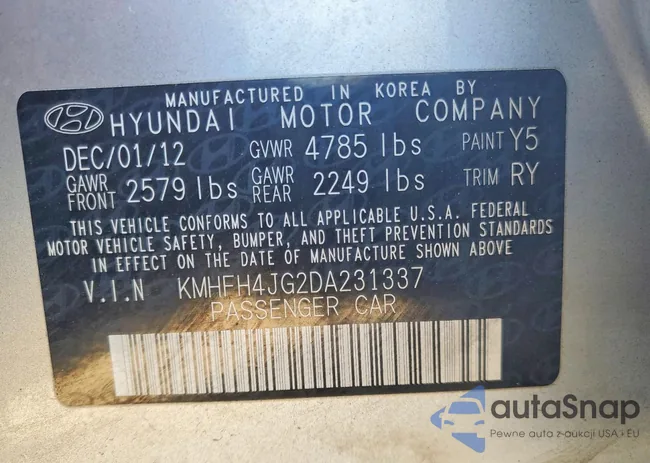 MANUFACTURED IN KOREA BY
HYUNDAI MOTOR COMPANY
DEC/01/12 GVWR 4785 lbs PAINT Y5
GAWR FRONT 2579 lbs GAWR REAR 2249 lbs TRIM RY
THIS VEHICLE CONFORMS TO ALL APPLICABLE U.S.A. FEDERAL
MOTOR VEHICLE SAFETY, BUMPER, AND THEFT PREVENTION STANDARDS
IN EFFECT ON THE DATE OF MANUFACTURE SHOWN ABOVE
V.I.N KMHFH4JG2DA231337
PASSENGER CAR
autaSnap
Pewne auta z aukcji USA i EU